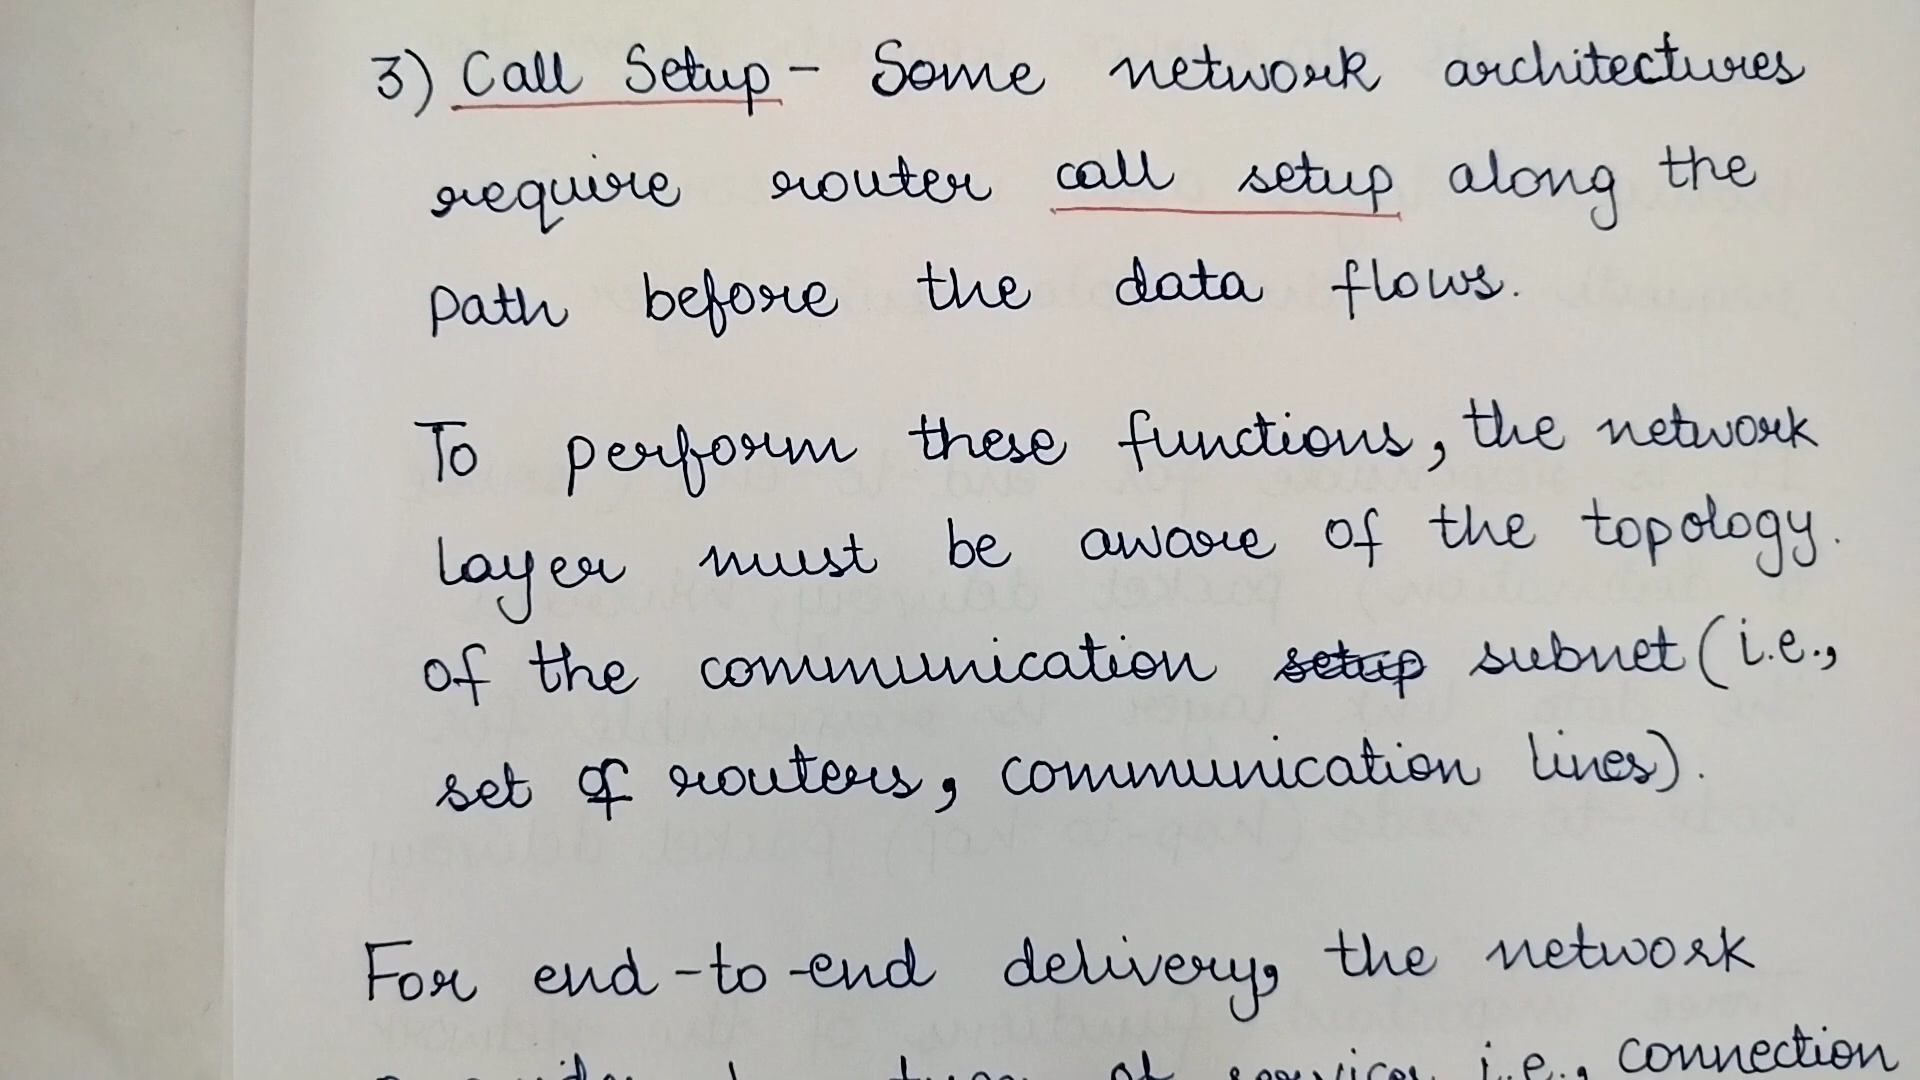 3) Call Setup - Some network architectures
require router call setup along the
path before the data flows.
To perform these functions, the network
layer must be aware of the topology.
of the communication setup subnet (i.e.,
set of routers, communication lines).
For end-to-end delivery, the network
of services i.e., connection